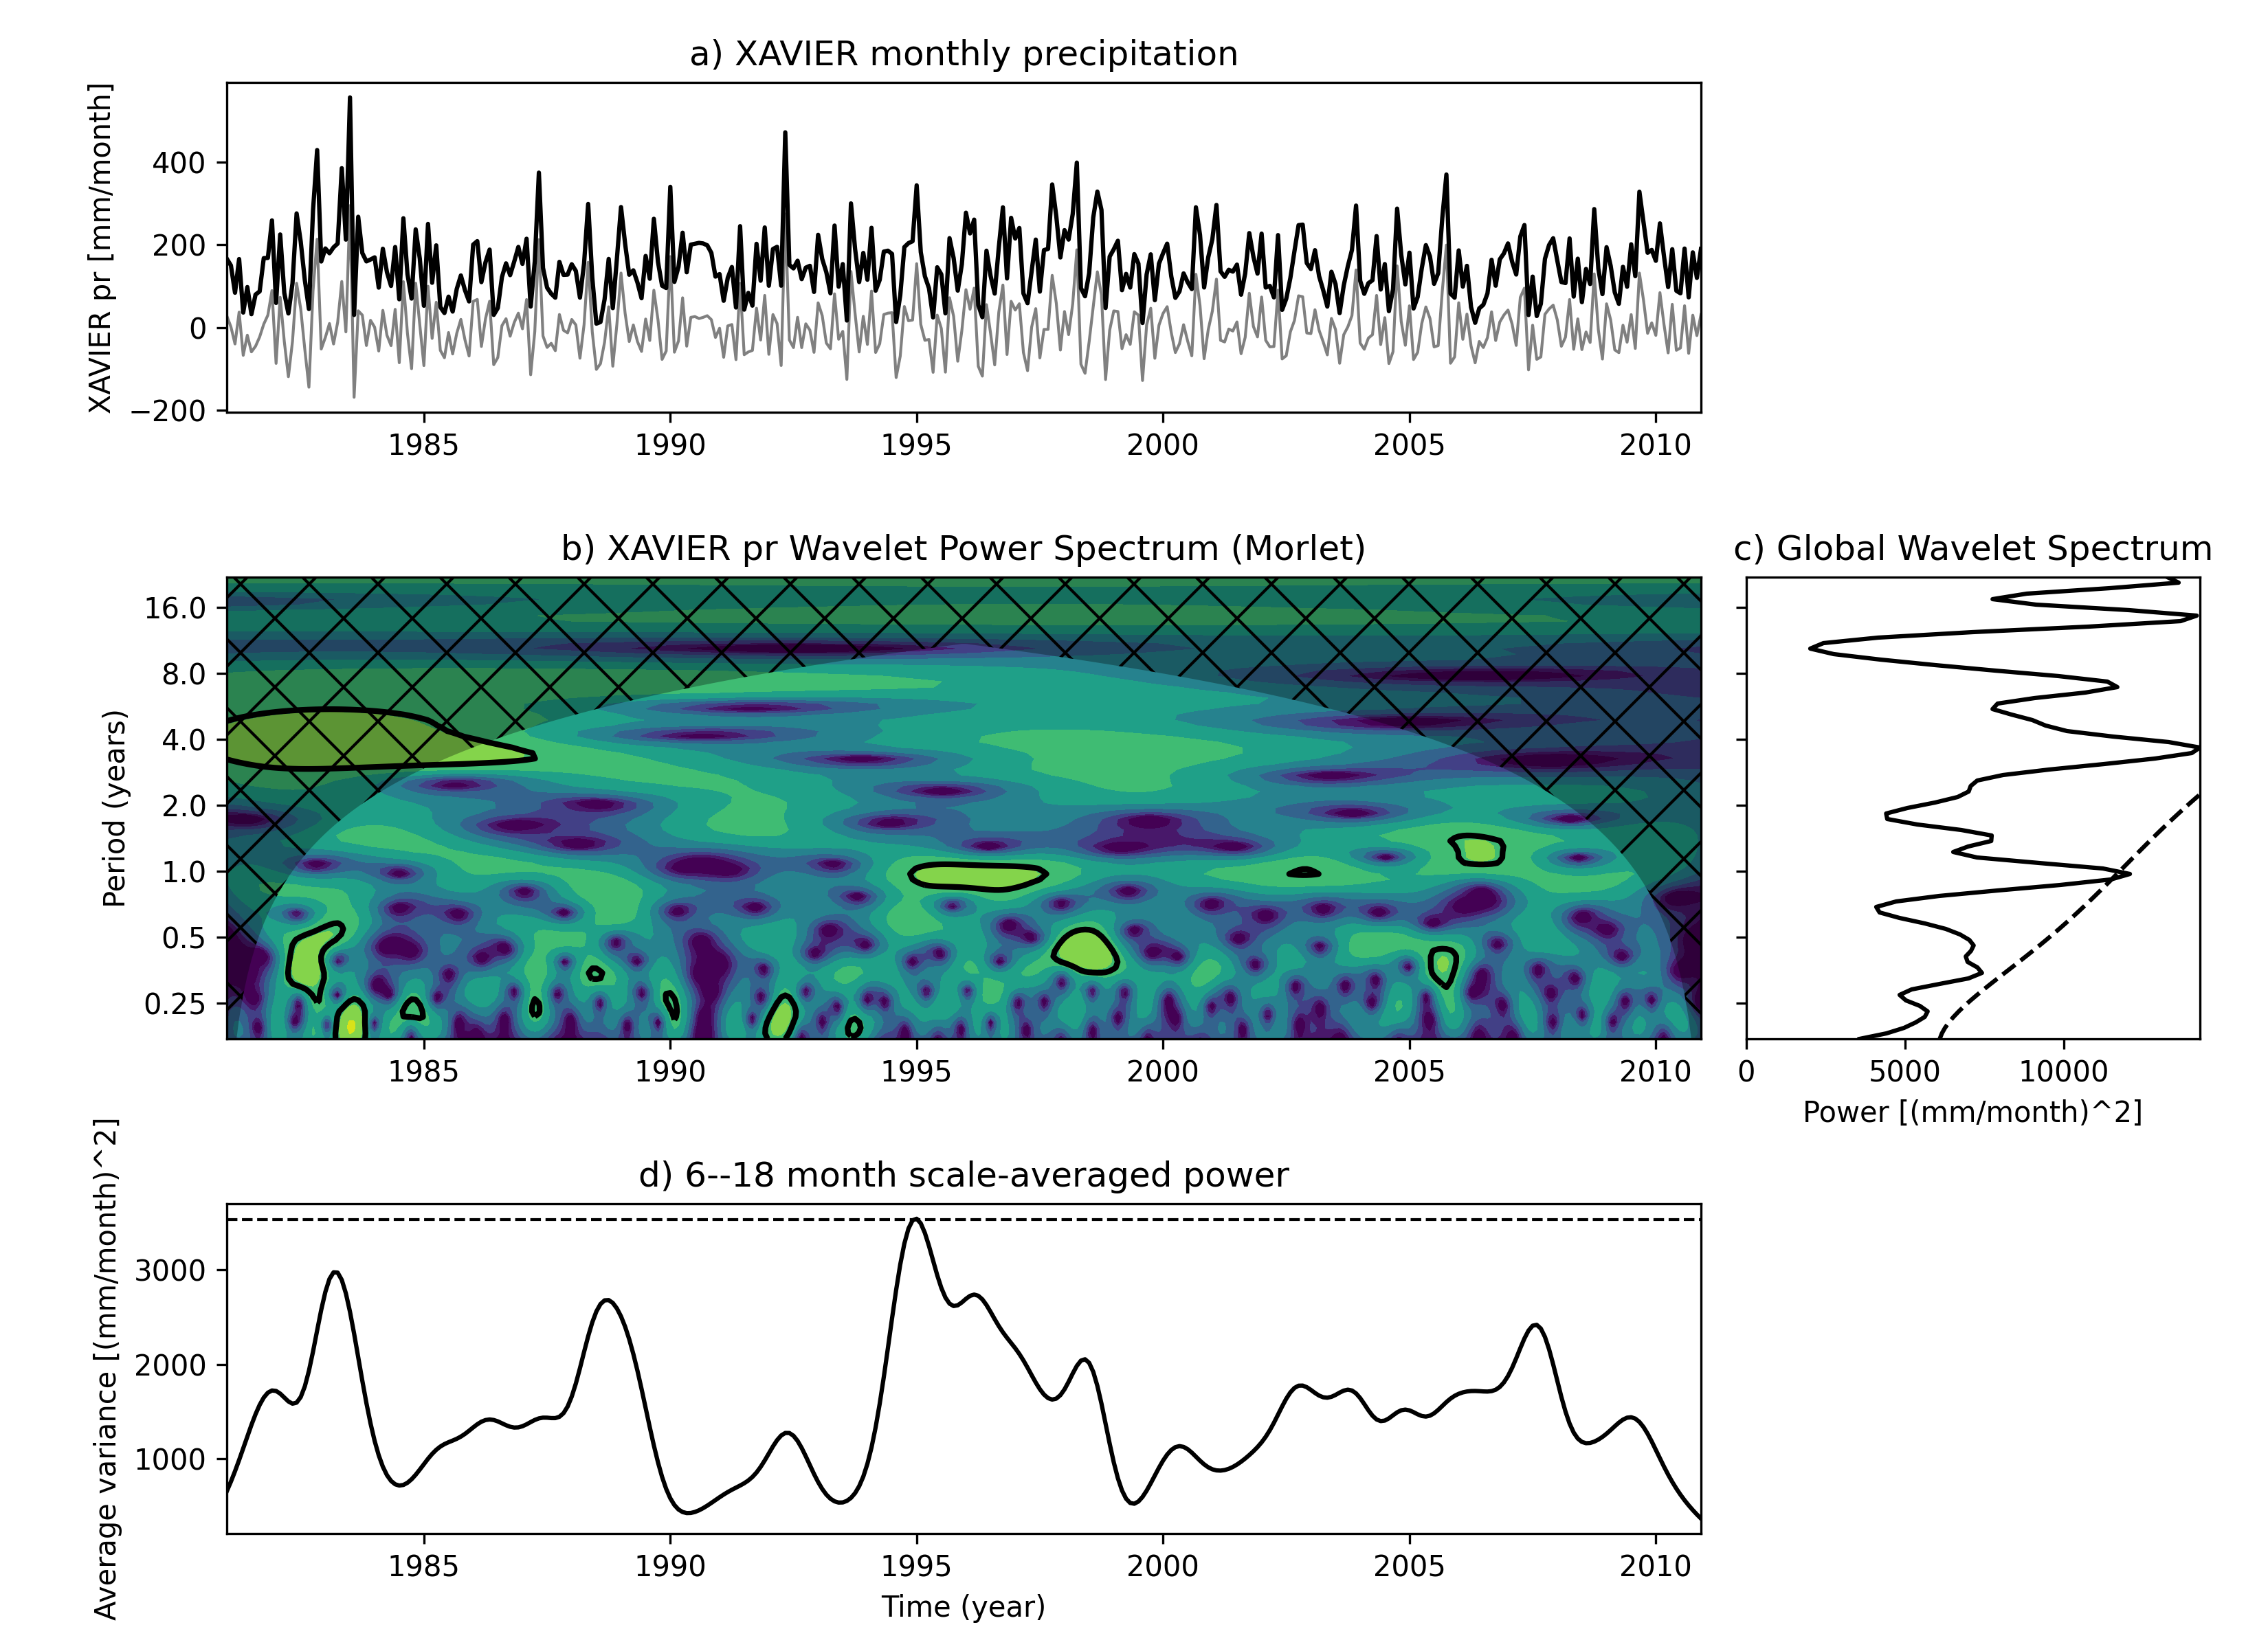 a) XAVIER monthly precipitation
XAVIER pr [mm/month]
400
200
0
−200
1985 1990 1995 2000 2005 2010
b) XAVIER pr Wavelet Power Spectrum (Morlet)
Period (years)
16.0
8.0
4.0
2.0
1.0
0.5
0.25
1985 1990 1995 2000 2005 2010
c) Global Wavelet Spectrum
0 5000 10000
Power [(mm/month)^2]
d) 6--18 month scale-averaged power
Average variance [(mm/month)^2]
3000
2000
1000
1985 1990 1995 2000 2005 2010
Time (year)